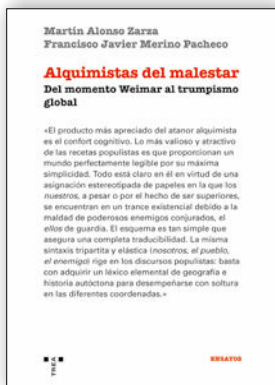 Martín Alonso Zarza
Francisco Javier Merino Pacheco
Alquimistas del malestar
Del momento Weimar al trumpismo
global
«El producto más apreciado del atanor alquimista
es el confort cognitivo. Lo más valioso y atractivo
de las recetas populistas es que proporcionan un
mundo perfectamente legible por su máxima
simplicidad. Todo está claro en él en virtud de una
asignación estereotipada de papeles en la que los
nuestros, a pesar o por el hecho de ser superiores,
se encuentran en un trance existencial debido a la
maldad de poderosos enemigos conjurados, el
ellos de guardia. El esquema es tan simple que
asegura una completa traducibilidad. La misma
sintaxis tripartita y elástica (nosotros, el pueblo,
el enemigo) rige en los discursos populistas: basta
con adquirir un léxico elemental de geografía e
historia autóctona para desempeñarse con soltura
en las diferentes coordenadas.»
TREA
ENSAYOS